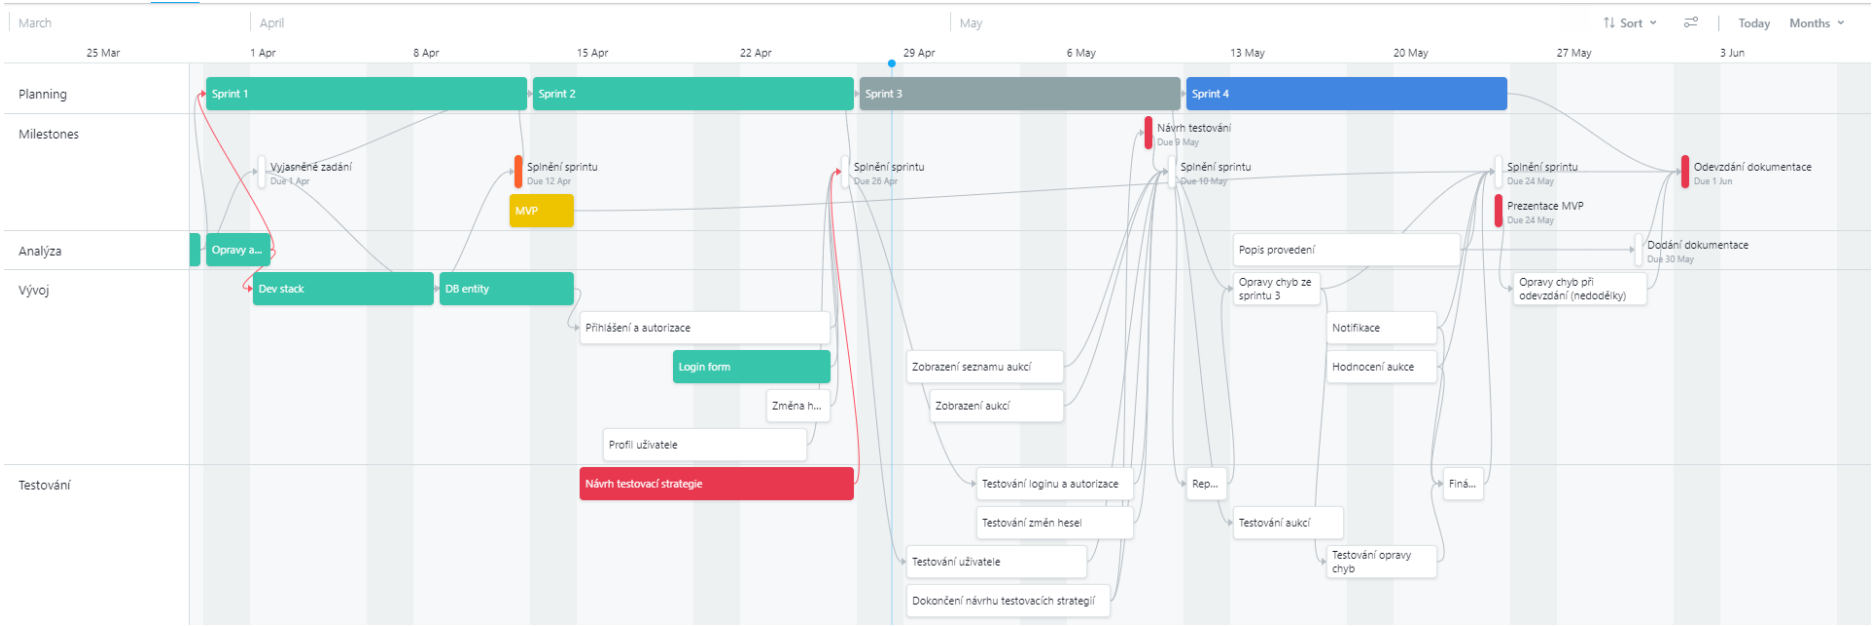 March
April
May
Sort
Today
Months
25 Mar
1 Apr
8 Apr
15 Apr
22 Apr
29 Apr
6 May
13 May
20 May
27 May
3 Jun
Planning
Sprint 1
Sprint 2
Sprint 3
Sprint 4
Milestones
Návrh testování
Due 9 May
Vyjasněné zadání
Due 1 Apr
Splnění sprintu
Due 12 Apr
Splnění sprintu
Due 26 Apr
Splnění sprintu
Due 10 May
Splnění sprintu
Due 24 May
Odevzdání dokumentace
Due 1 Jun
MVP
Prezentace MVP
Due 24 May
Analýza
Opravy a...
Popis provedení
Dodání dokumentace
Due 30 May
Vývoj
Dev stack
DB entity
Opravy chyb ze
sprintu 3
Opravy chyb při
odevzdání (nedodělky)
Přihlášení a autorizace
Notifikace
Login form
Zobrazení seznamu aukcí
Hodnocení aukce
Změna h...
Zobrazení aukcí
Profil uživatele
Testování
Návrh testovací strategie
Testování loginu a autorizace
Rep...
Finá...
Testování změn hesel
Testování aukcí
Testování uživatele
Testování opravy
chyb
Dokončení návrhu testovacích strategií